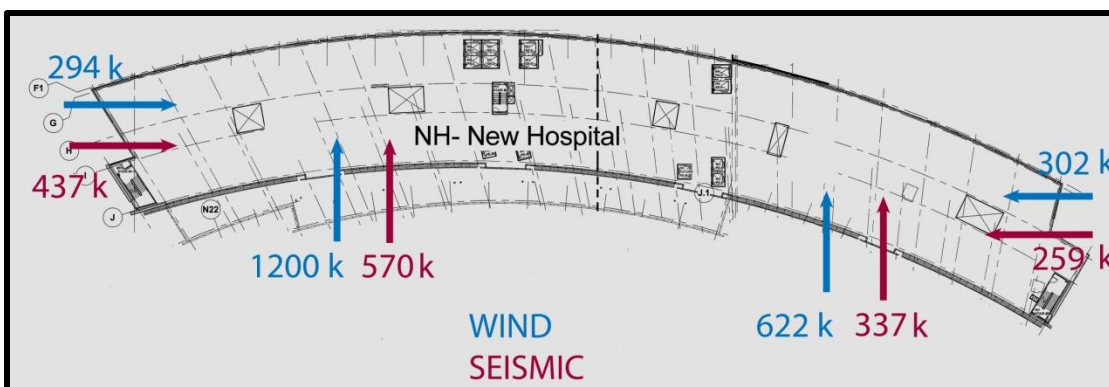 294 k
F1
G
H
437 k
NH- New Hospital
302 k
J
N22
J.1
1200 k
570 k
259 k
622 k
337 k
WIND
SEISMIC